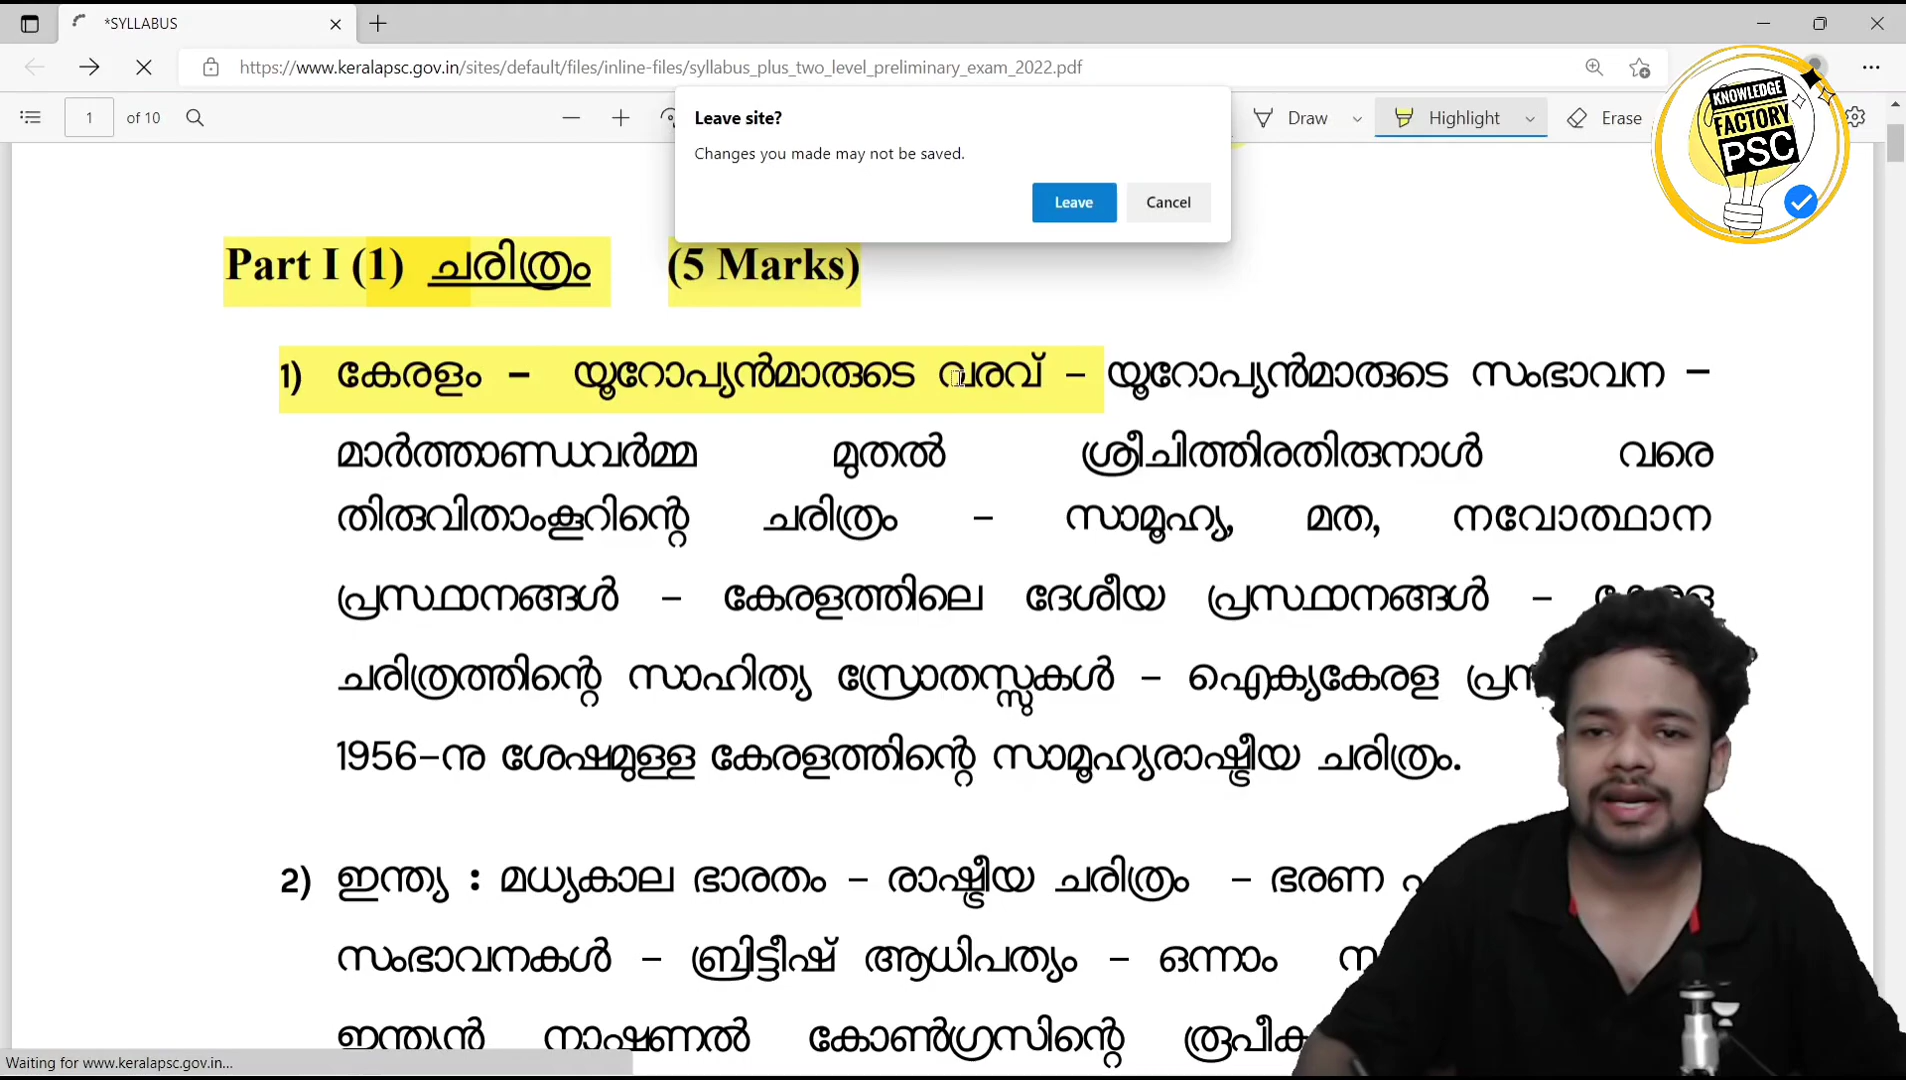 *SYLLABUS
https://www.keralapsc.gov.in/sites/default/files/inline-files/syllabus_plus_two_level_preliminary_exam_2022.pdf
1 of 10
Draw
Highlight
Erase
Leave site?
Changes you made may not be saved.
Leave
Cancel
KNOWLEDGE
FACTORY
PSC
Part I (1) ചരിത്രം (5 Marks)
1) കേരളം – യൂറോപ്യൻമാരുടെ വരവ് – യൂറോപ്യൻമാരുടെ സംഭാവന –
മാർത്താണ്ഡവർമ്മ മുതൽ ശ്രീചിത്തിരതിരുനാൾ വരെ
തിരുവിതാംകൂറിന്റെ ചരിത്രം – സാമൂഹ്യ, മത, നവോത്ഥാന
പ്രസ്ഥാനങ്ങൾ – കേരളത്തിലെ ദേശീയ പ്രസ്ഥാനങ്ങൾ – കേരള
ചരിത്രത്തിന്റെ സാഹിത്യ സ്രോതസ്സുകൾ – ഐക്യകേരള
1956-നു ശേഷമുള്ള കേരളത്തിന്റെ സാമൂഹ്യരാഷ്ട്രീയ ചരിത്രം.
2) ഇന്ത്യ : മധ്യകാല ഭാരതം – രാഷ്ട്രീയ ചരിത്രം – ഭരണ
സംഭാവനകൾ – ബ്രിട്ടീഷ് ആധിപത്യം – ഒന്നാം
ഇന്ത്യൻ നാഷണൽ കോൺഗ്രസിന്റെ
Waiting for www.keralapsc.gov.in...